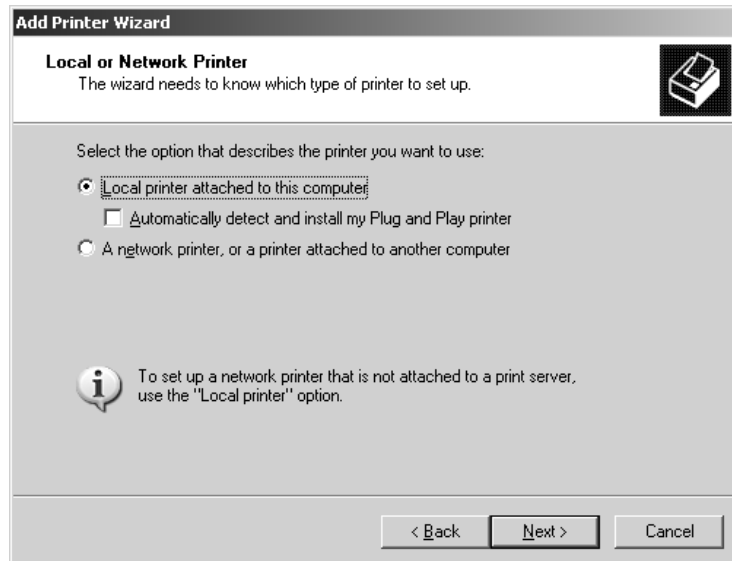 Add Printer Wizard
Local or Network Printer
The wizard needs to know which type of printer to set up.
Select the option that describes the printer you want to use:
Local printer attached to this computer
Automatically detect and install my Plug and Play printer
A network printer, or a printer attached to another computer
To set up a network printer that is not attached to a print server,
use the "Local printer" option.
< Back Next > Cancel